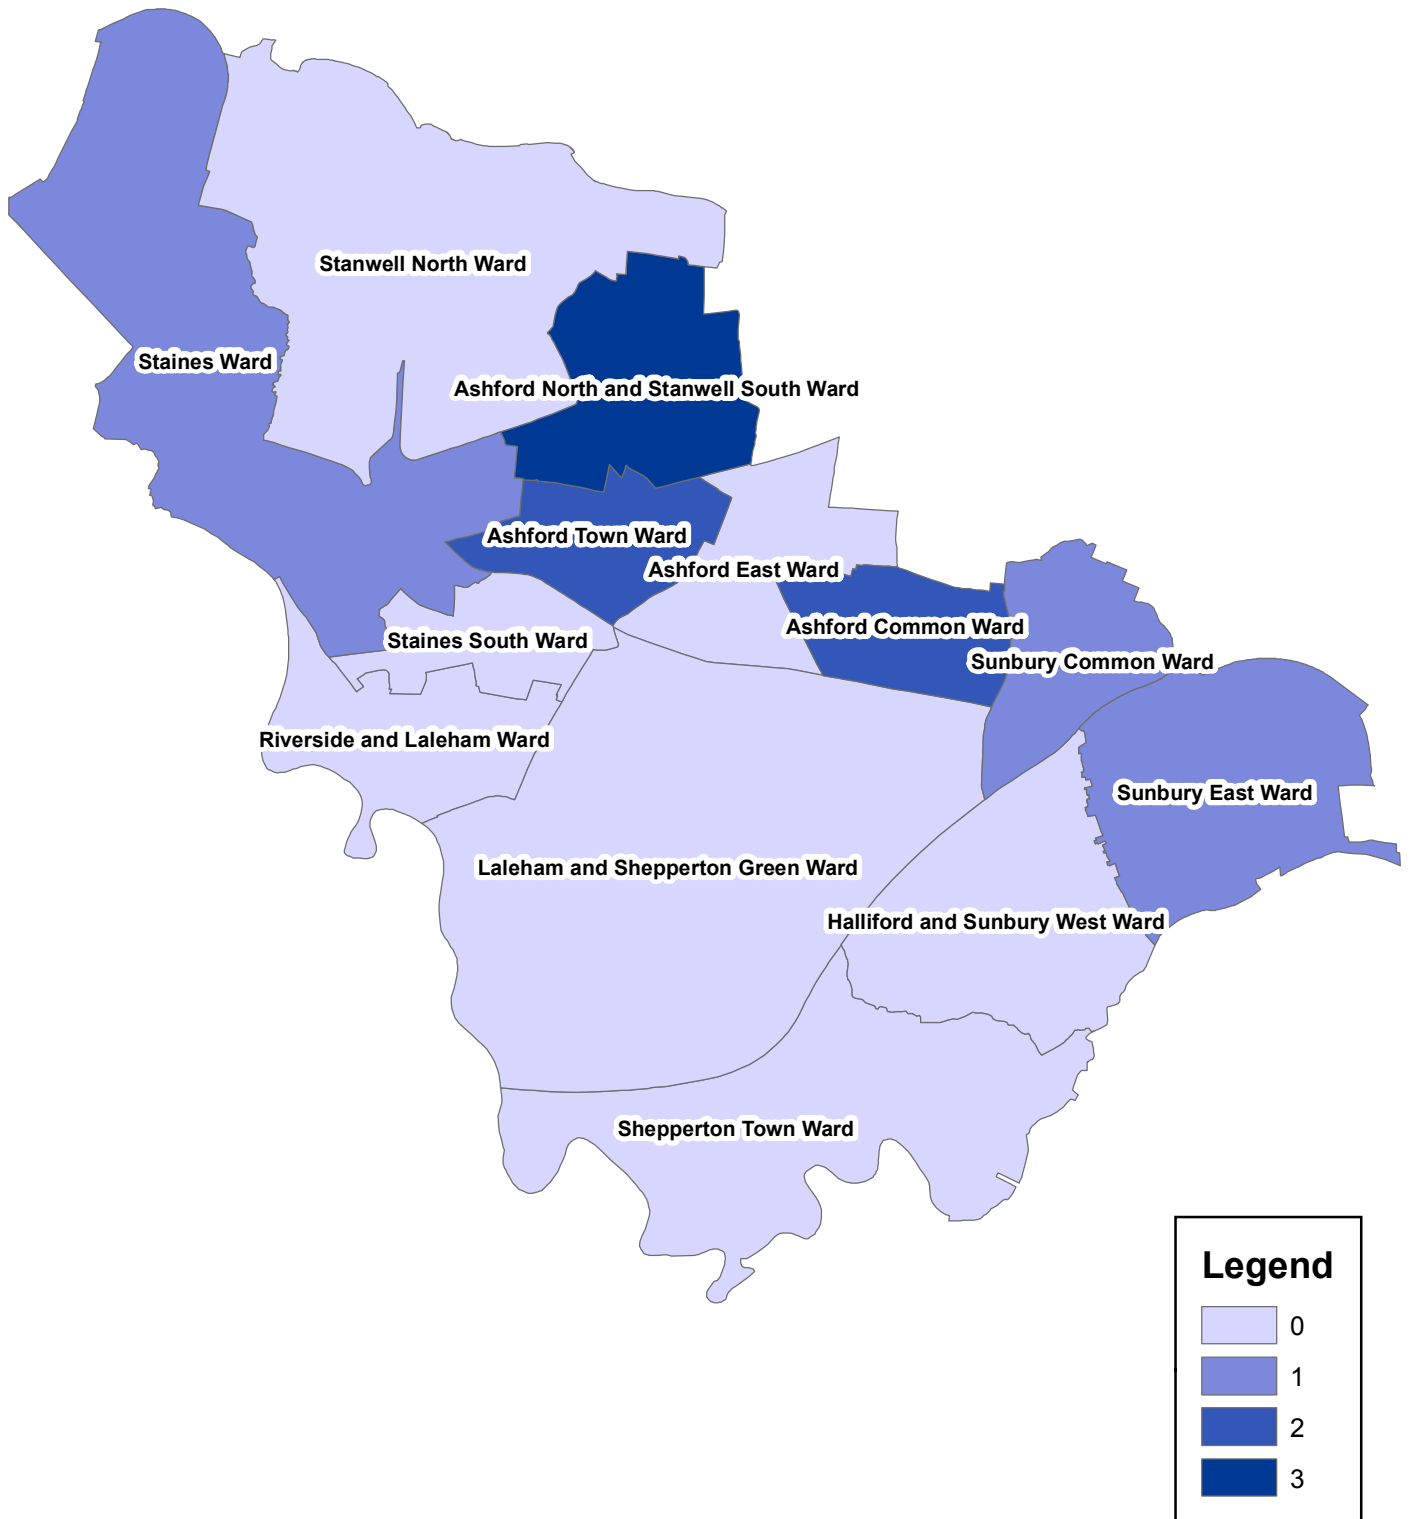 Stanwell North Ward
Staines Ward
Ashford North and Stanwell South Ward
Ashford Town Ward
Ashford East Ward
Ashford Common Ward
Staines South Ward
Sunbury Common Ward
Riverside and Laleham Ward
Sunbury East Ward
Laleham and Shepperton Green Ward
Halliford and Sunbury West Ward
Shepperton Town Ward
Legend
0
1
2
3